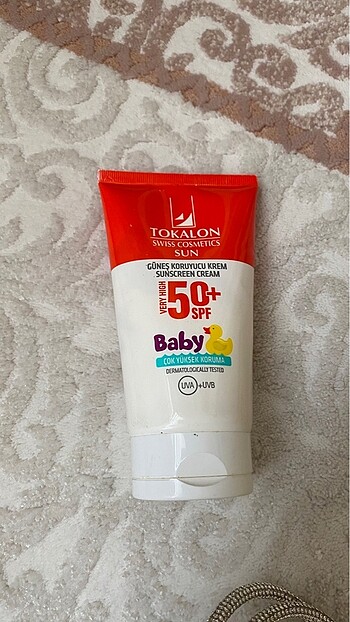 TOKALON
SWISS COSMETICS
SUN
GÜNEŞ KORUYUCU KREM
SUNSCREEN CREAM
VERY HIGH
50+
SPF
Baby
ÇOK YÜKSEK KORUMA
DERMATOLOGICALLY TESTED
UVA+UVB